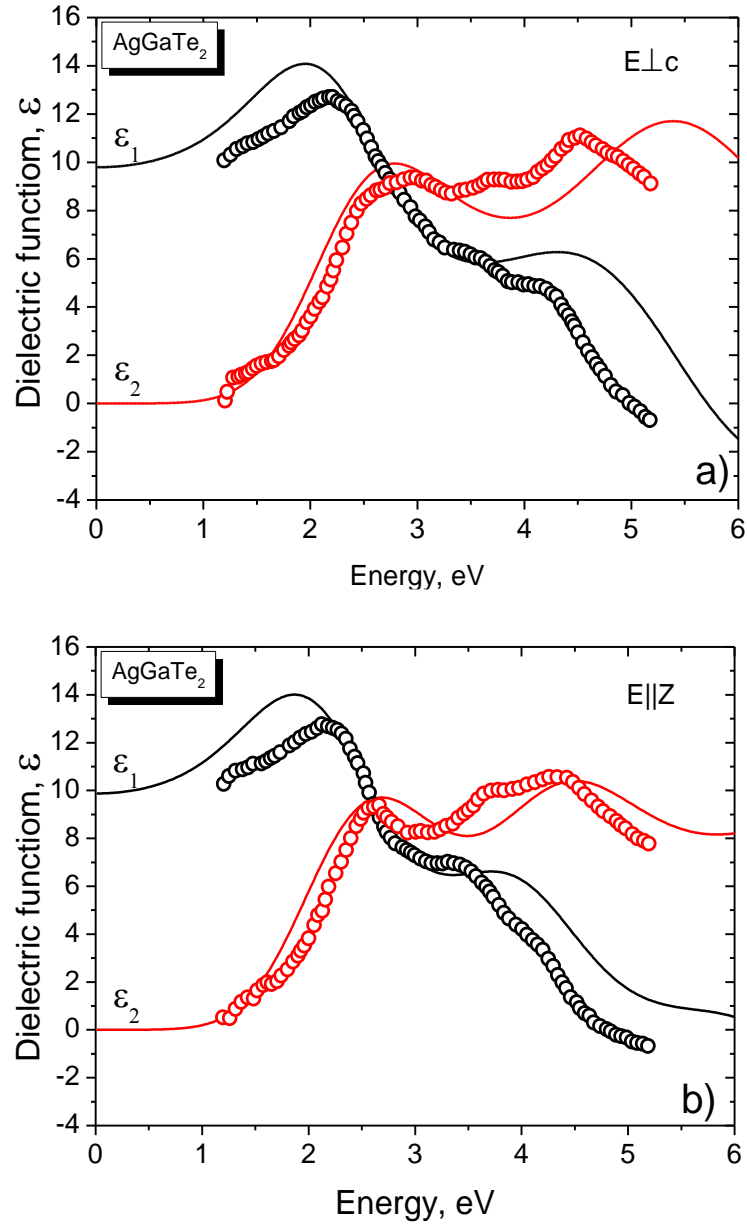 AgGaTe₂
E⊥c
ε₁
ε₂
a)
Dielectric functiom, ε
16
14
12
10
8
6
4
2
0
-2
-4
0 1 2 3 4 5 6
Energy, eV
AgGaTe₂
E||Z
ε₁
ε₂
b)
Dielectric functiom, ε
16
14
12
10
8
6
4
2
0
-2
-4
0 1 2 3 4 5 6
Energy, eV